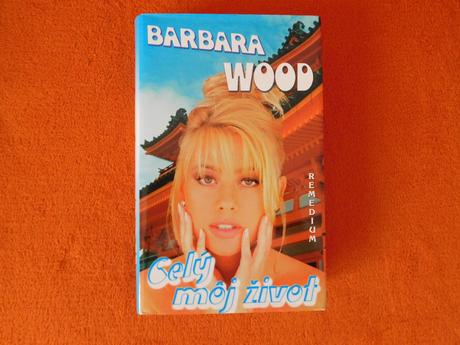 BARBARA
WOOD
REMEDIUM
Celý
môj život